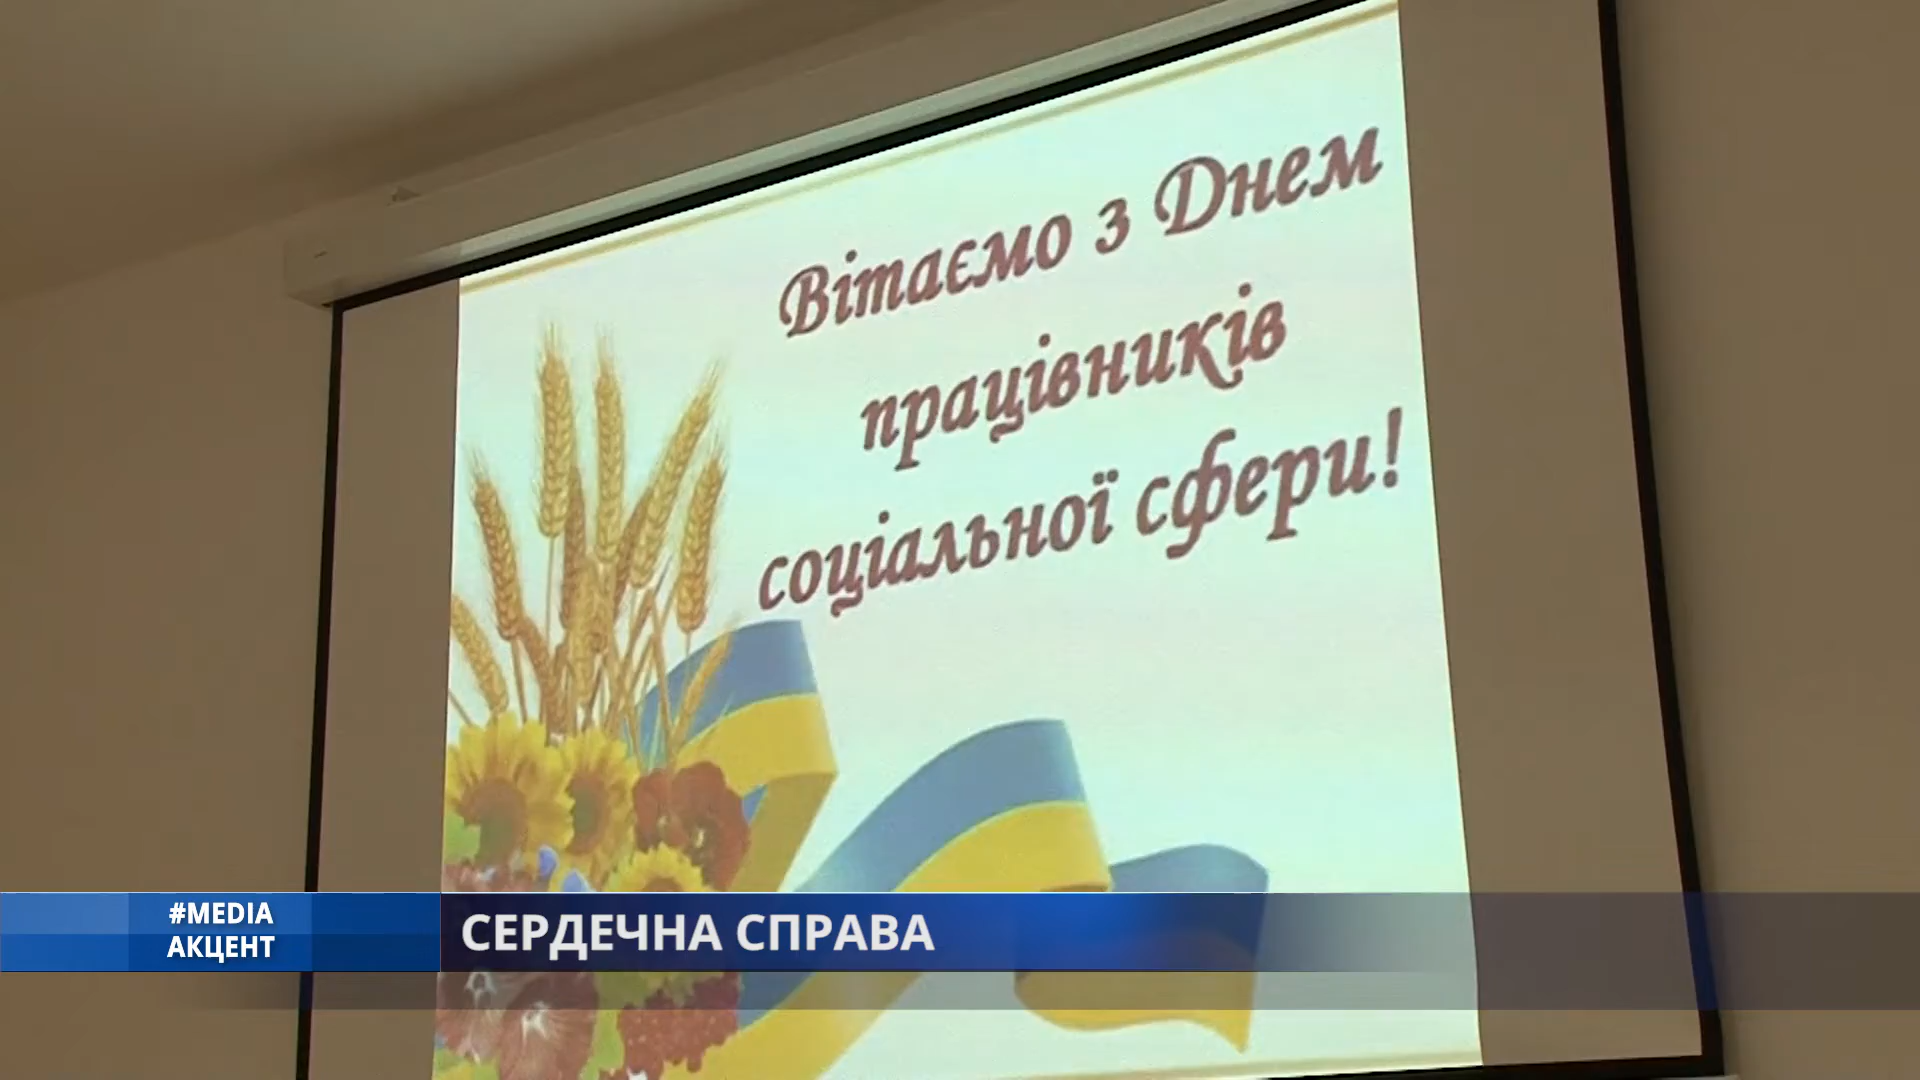 Вітаємо з Днем
працівників
соціальної сфери!
#MEDIA
АКЦЕНТ
СЕРДЕЧНА СПРАВА